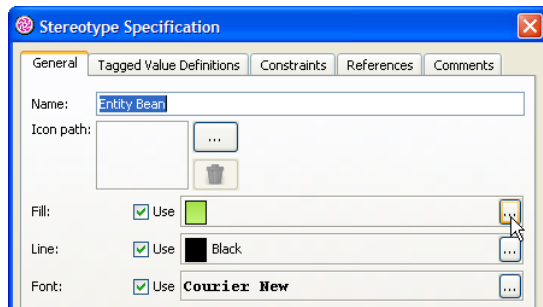 Stereotype Specification
General Tagged Value Definitions Constraints References Comments
Name: Entity Bean
Icon path: ...
Fill: Use ...
Line: Use Black ...
Font: Use Courier New ...